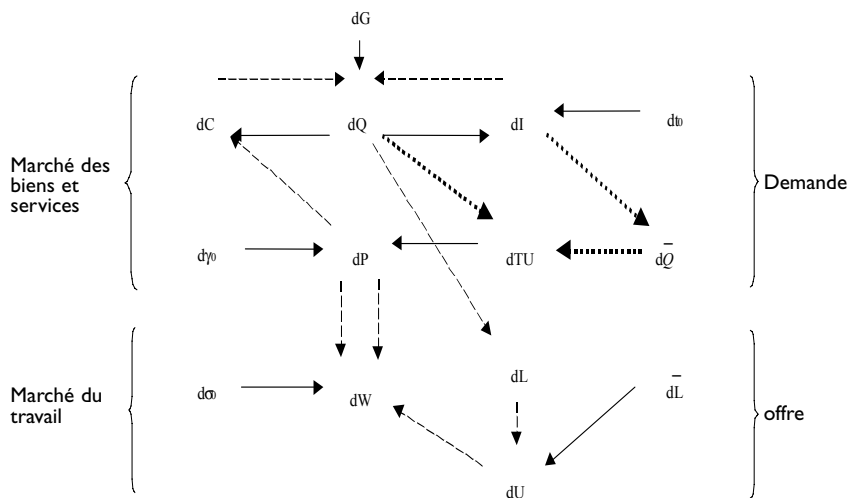 dG
dC
dQ
dI
dt₀
Marché des
biens et
services
Demande
dγ₀
dP
dTU
dQ̅
Marché du
travail
dσ₀
dW
dL
dL̅
offre
dU